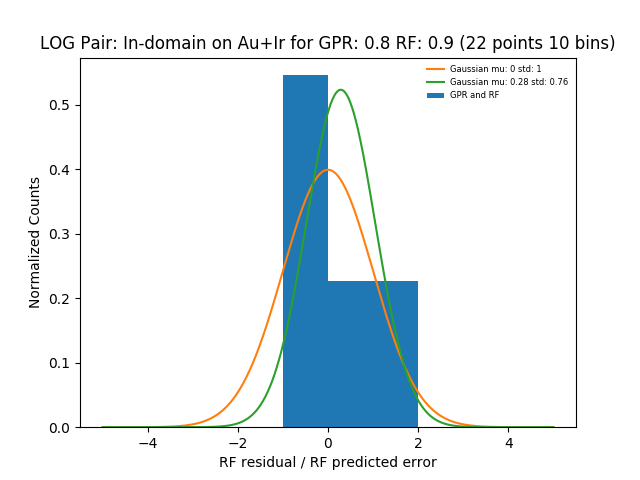 LOG Pair: In-domain on Au+Ir for GPR: 0.8 RF: 0.9 (22 points 10 bins)
Gaussian mu: 0 std: 1
Gaussian mu: 0.28 std: 0.76
GPR and RF
Normalized Counts
0.5
0.4
0.3
0.2
0.1
0.0
−4 −2 0 2 4
RF residual / RF predicted error